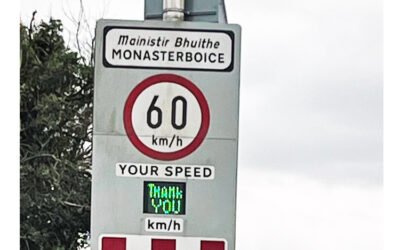 Mainistir Bhuithe
MONASTERBOICE
60
km/h
YOUR SPEED
THANK
YOU
km/h